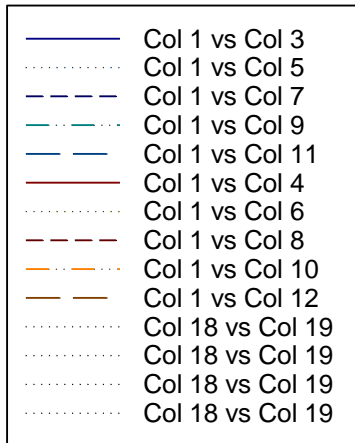 Col 1 vs Col 3
Col 1 vs Col 5
Col 1 vs Col 7
Col 1 vs Col 9
Col 1 vs Col 11
Col 1 vs Col 4
Col 1 vs Col 6
Col 1 vs Col 8
Col 1 vs Col 10
Col 1 vs Col 12
Col 18 vs Col 19
Col 18 vs Col 19
Col 18 vs Col 19
Col 18 vs Col 19